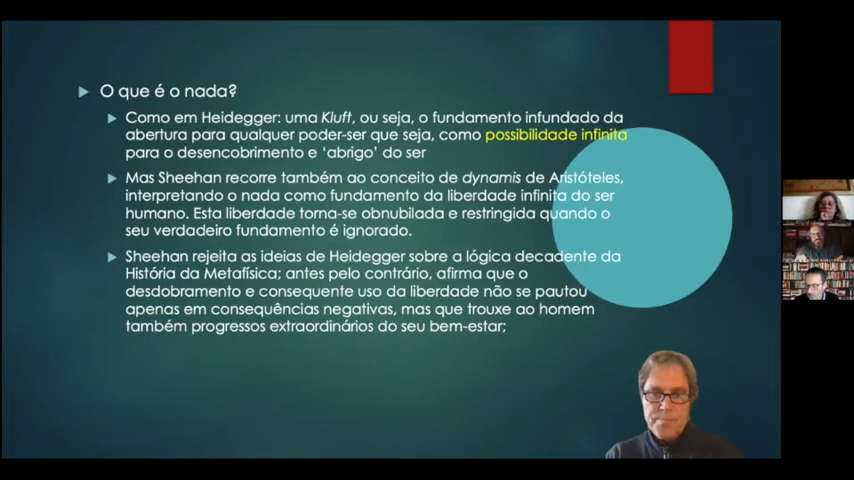 O que é o nada?
Como em Heidegger: uma Kluft, ou seja, o fundamento infundado da
abertura para qualquer poder-ser que seja, como possibilidade infinita
para o desencobrimento e ‘abrigo’ do ser
Mas Sheehan recorre também ao conceito de dynamis de Aristóteles,
interpretando o nada como fundamento da liberdade infinita do ser
humano. Esta liberdade torna-se obnubilada e restringida quando o
seu verdadeiro fundamento é ignorado.
Sheehan rejeita as ideias de Heidegger sobre a lógica decadente da
História da Metafísica; antes pelo contrário, afirma que o
desdobramento e consequente uso da liberdade não se pautou
apenas em consequências negativas, mas que trouxe ao homem
também progressos extraordinários do seu bem-estar;